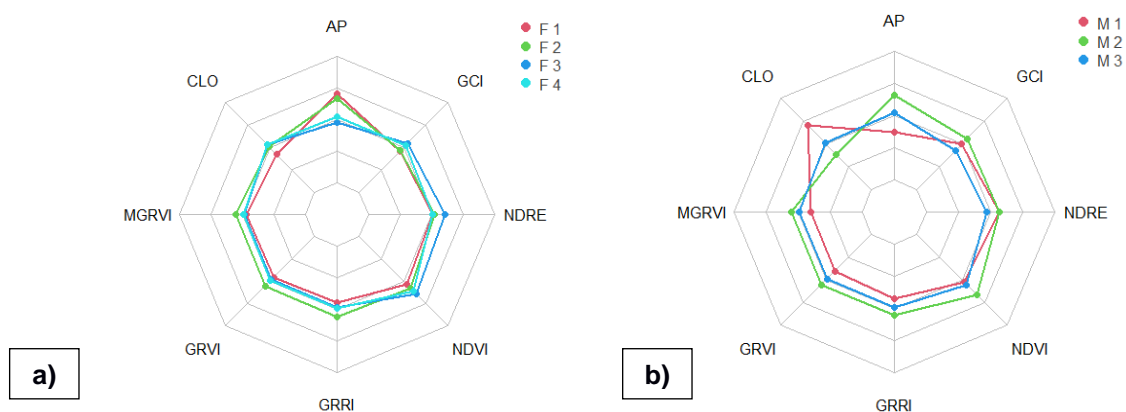 AP
CLO
GCI
MGRVI
NDRE
GRVI
NDVI
GRRI
F 1
F 2
F 3
F 4
a)
AP
CLO
GCI
MGRVI
NDRE
GRVI
NDVI
GRRI
M 1
M 2
M 3
b)